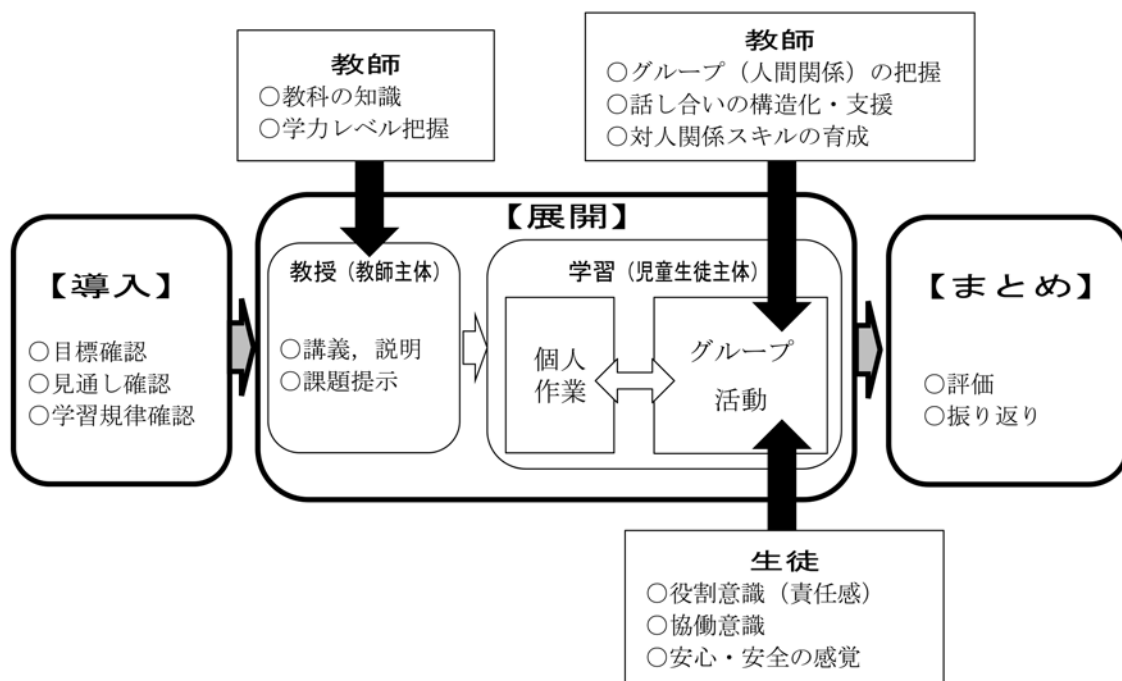 教師
○教科の知識
○学力レベル把握
教師
○グループ（人間関係）の把握
○話し合いの構造化・支援
○対人関係スキルの育成
【導入】
○目標確認
○見通し確認
○学習規律確認
【展開】
教授（教師主体）
○講義，説明
○課題提示
学習（児童生徒主体）
個人
作業
グループ
活動
【まとめ】
○評価
○振り返り
生徒
○役割意識（責任感）
○協働意識
○安心・安全の感覚